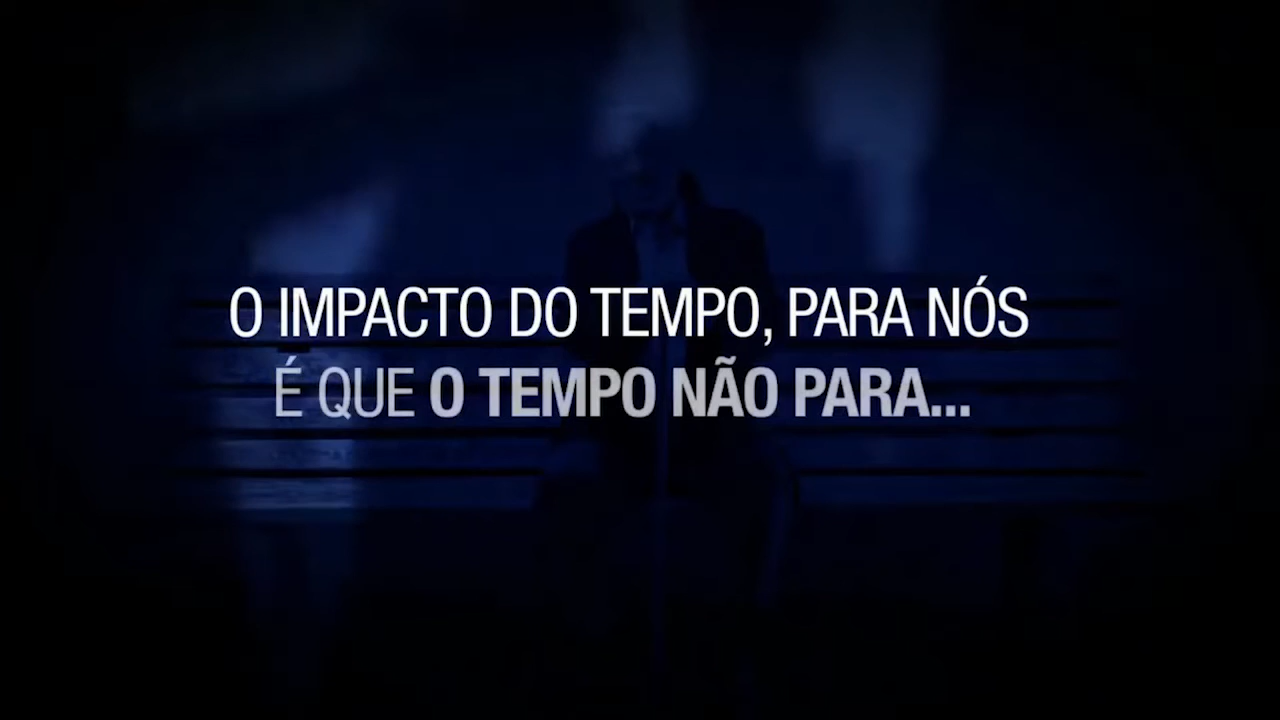 O IMPACTO DO TEMPO, PARA NÓS
É QUE O TEMPO NÃO PARA...